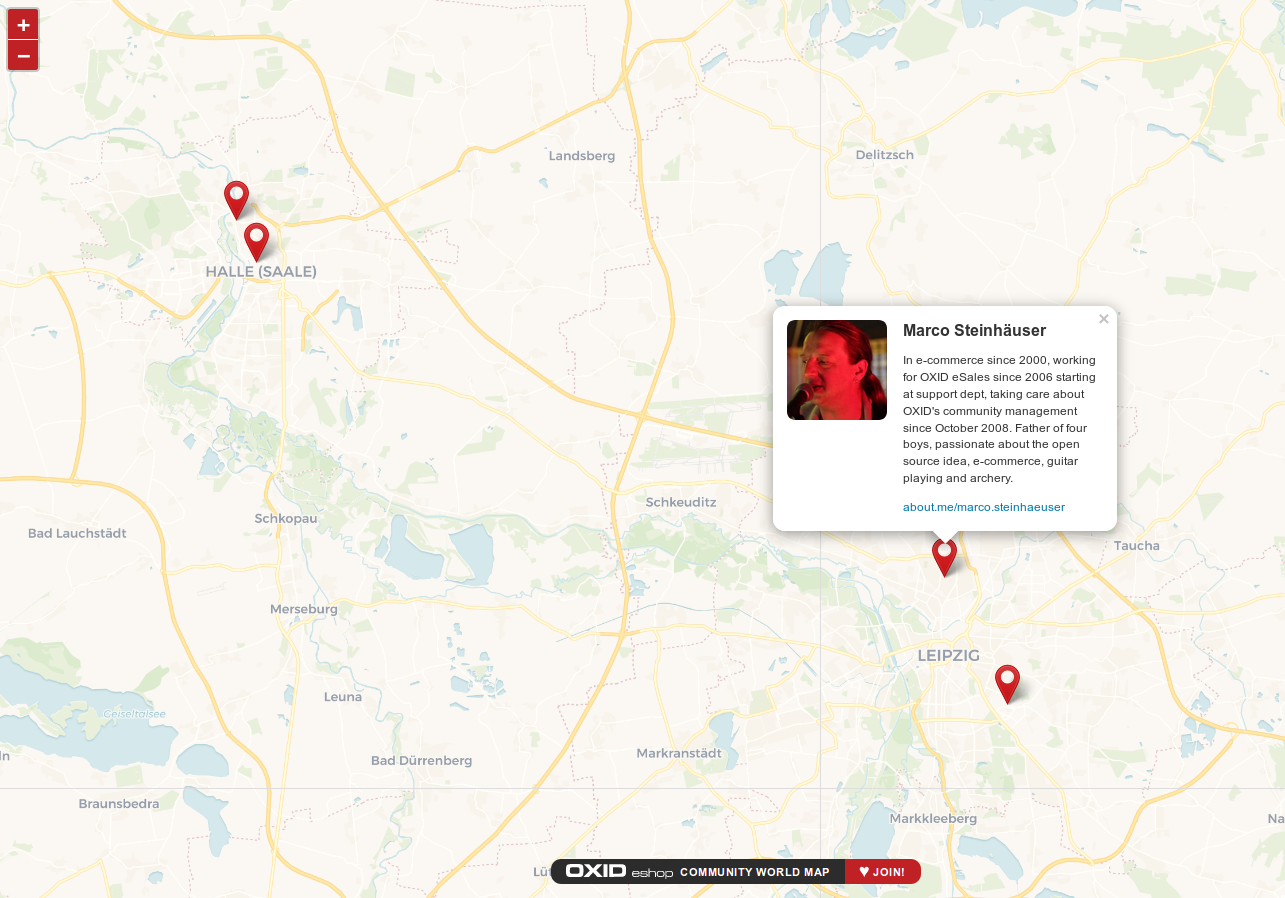 +
−
Landsberg
Delitzsch
HALLE (SAALE)
×
Marco Steinhäuser
In e-commerce since 2000, working
for OXID eSales since 2006 starting
at support dept, taking care about
OXID's community management
since October 2008. Father of four
boys, passionate about the open
source idea, e-commerce, guitar
playing and archery.
about.me/marco.steinhaeuser
Schkeuditz
Schkopau
Bad Lauchstädt
Taucha
Merseburg
LEIPZIG
Leuna
Geiseltalsee
Markranstädt
Bad Dürrenberg
Braunsbedra
Markkleeberg
OXID eshop COMMUNITY WORLD MAP ♥ JOIN!